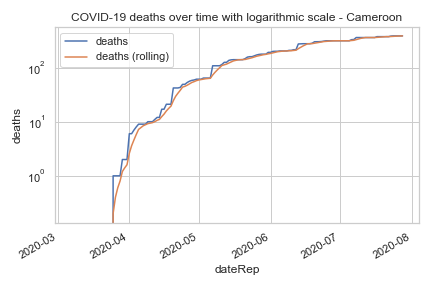 COVID-19 deaths over time with logarithmic scale - Cameroon
deaths
deaths (rolling)
10²
10¹
10⁰
deaths
2020-03
2020-04
2020-05
2020-06
2020-07
2020-08
dateRep